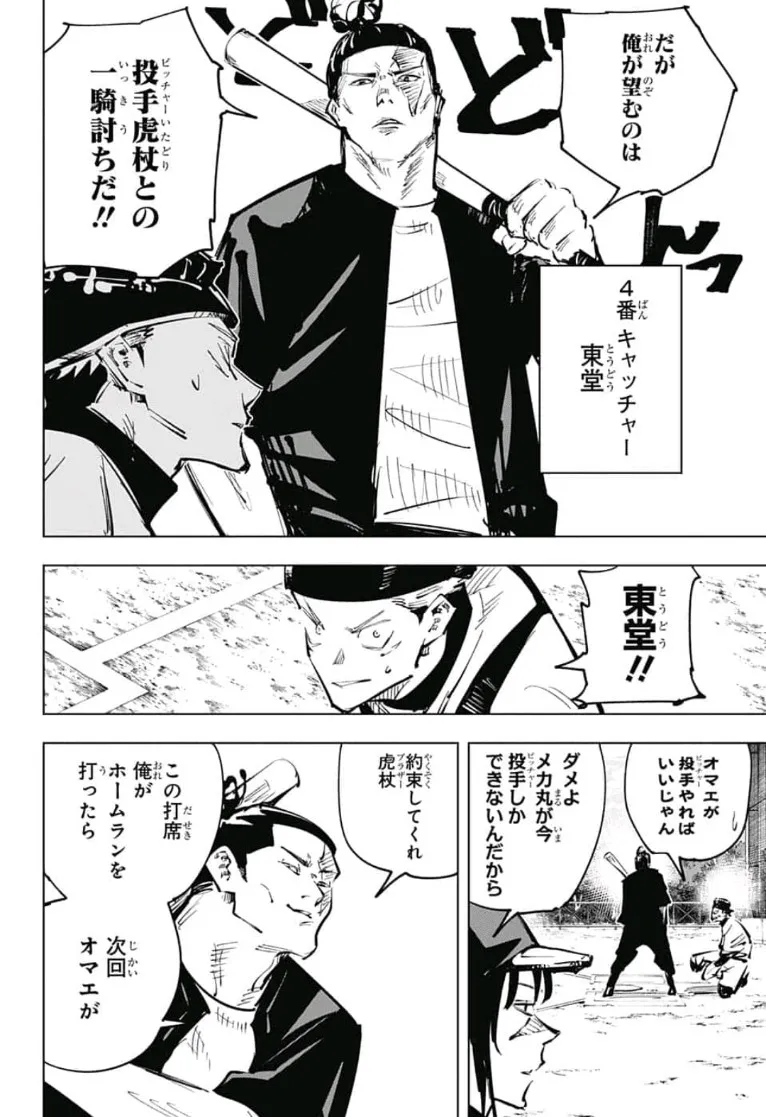 だが
俺が望むのは
ドドンッ
投手虎杖との
一騎討ちだ!!
4番 キャッチャー
東堂
東堂!!
オマエが
投手やれば
いいじゃん
ダメよ
メカ丸が今
投手しか
できないんだから
約束してくれ
虎杖
この打席
俺が
ホームランを
打ったら
次回
オマエが